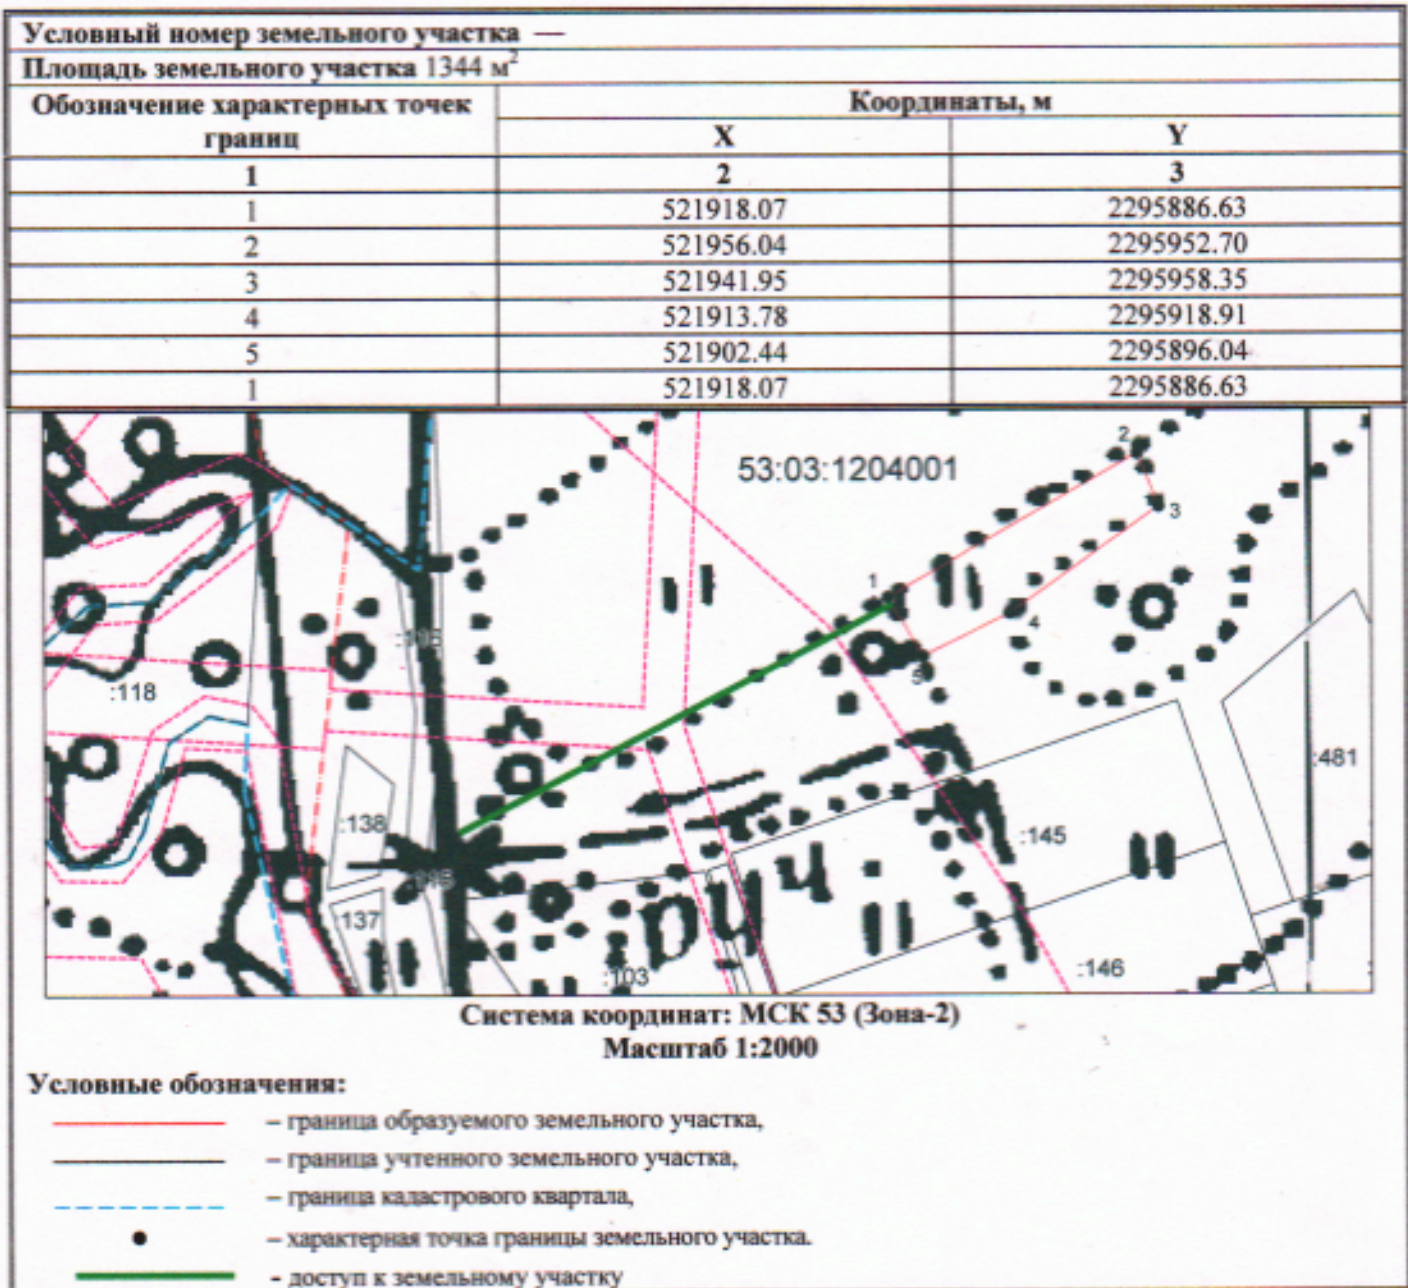 Условный номер земельного участка —
Площадь земельного участка 1344 м²
Обозначение характерных точек границ
Координаты, м
X Y
1 2 3
1 521918.07 2295886.63
2 521956.04 2295952.70
3 521941.95 2295958.35
4 521913.78 2295918.91
5 521902.44 2295896.04
1 521918.07 2295886.63
53:03:1204001
2
3
1
4
5
:118
:481
:138
:145
:137
руч
:103
:146
Система координат: МСК 53 (Зона-2)
Масштаб 1:2000
Условные обозначения:
– граница образуемого земельного участка,
– граница учтенного земельного участка,
– граница кадастрового квартала,
– характерная точка границы земельного участка.
- доступ к земельному участку